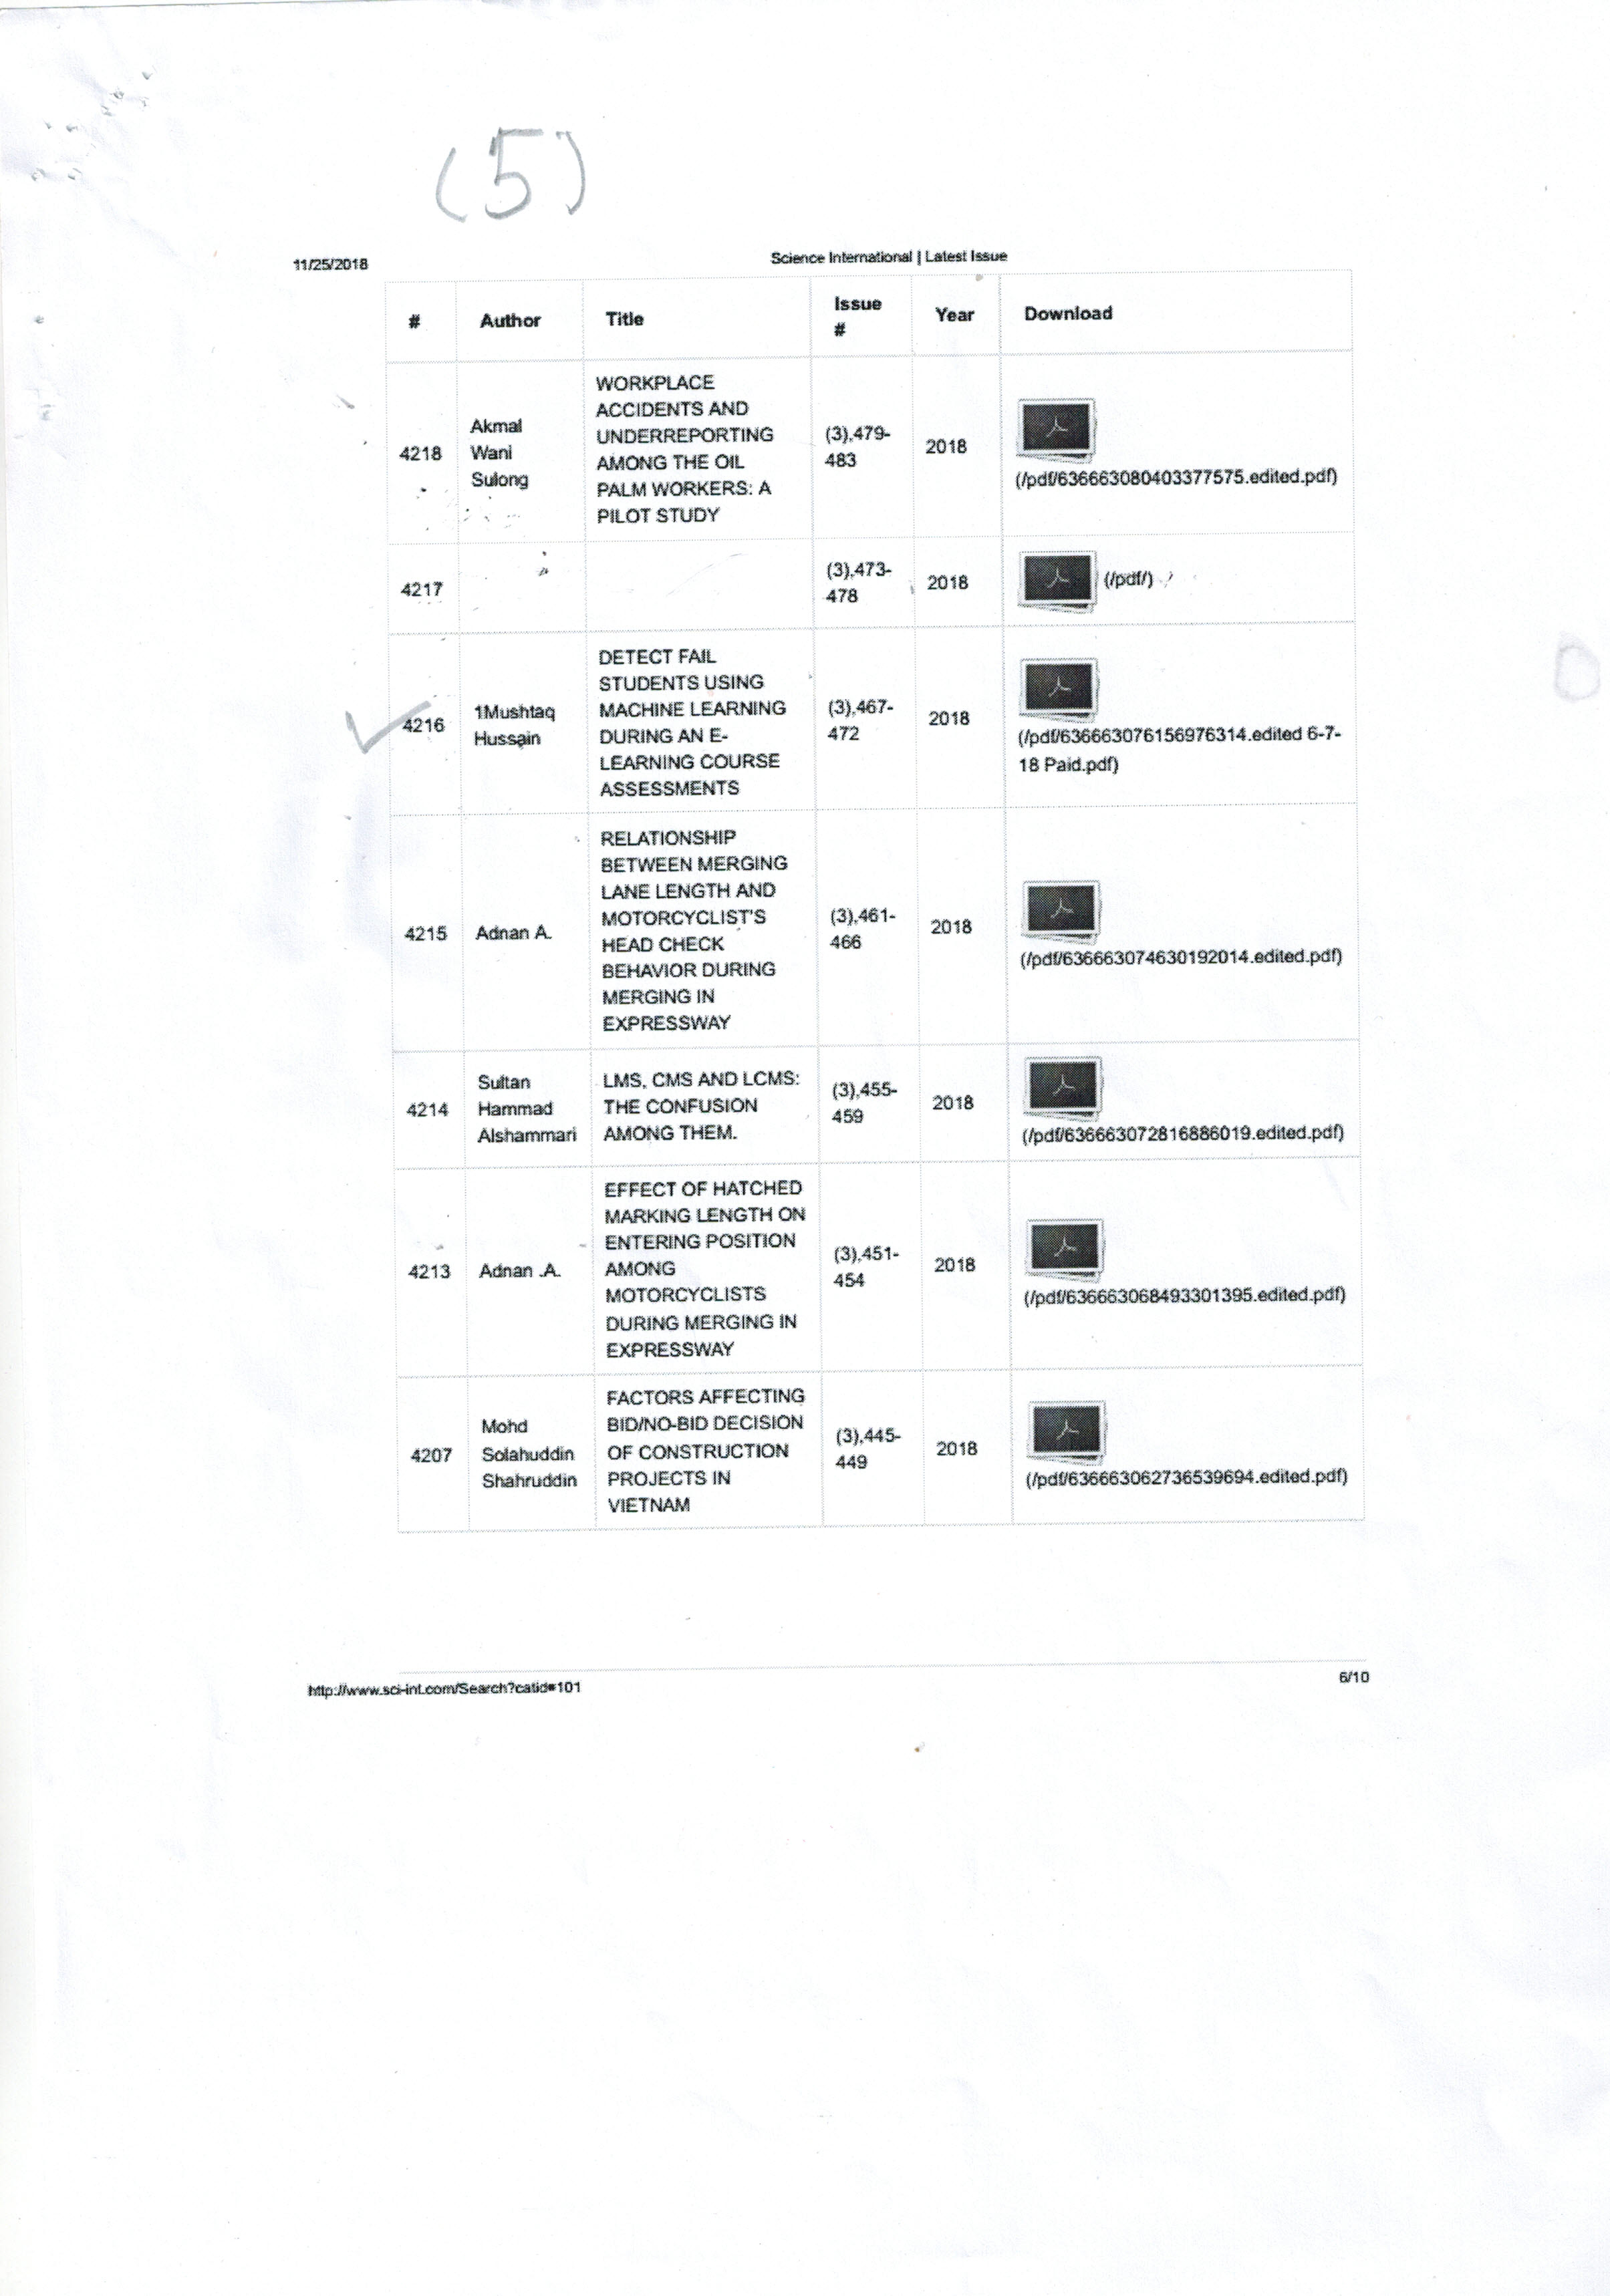 (5)
11/25/2018
Science International | Latest Issue
#
Author
Title
Issue
#
Year
Download
4218
Akmal
Wani
Sulong
WORKPLACE
ACCIDENTS AND
UNDERREPORTING
AMONG THE OIL
PALM WORKERS: A
PILOT STUDY
(3),479-
483
2018
(/pdf/636663080403377575.edited.pdf)
4217
(3),473-
478
2018
(/pdf/)
4216
1Mushtaq
Hussain
DETECT FAIL
STUDENTS USING
MACHINE LEARNING
DURING AN E-
LEARNING COURSE
ASSESSMENTS
(3),467-
472
2018
(/pdf/636663076156976314.edited 6-7-
18 Paid.pdf)
4215
Adnan A.
RELATIONSHIP
BETWEEN MERGING
LANE LENGTH AND
MOTORCYCLIST'S
HEAD CHECK
BEHAVIOR DURING
MERGING IN
EXPRESSWAY
(3),461-
466
2018
(/pdf/636663074630192014.edited.pdf)
4214
Sultan
Hammad
Alshammari
LMS, CMS AND LCMS:
THE CONFUSION
AMONG THEM.
(3),455-
459
2018
(/pdf/636663072816886019.edited.pdf)
4213
Adnan .A.
EFFECT OF HATCHED
MARKING LENGTH ON
ENTERING POSITION
AMONG
MOTORCYCLISTS
DURING MERGING IN
EXPRESSWAY
(3),451-
454
2018
(/pdf/636663068493301395.edited.pdf)
4207
Mohd
Solahuddin
Shahruddin
FACTORS AFFECTING
BID/NO-BID DECISION
OF CONSTRUCTION
PROJECTS IN
VIETNAM
(3),445-
449
2018
(/pdf/636663062736539694.edited.pdf)
http://www.sci-int.com/Search?catid=101
6/10